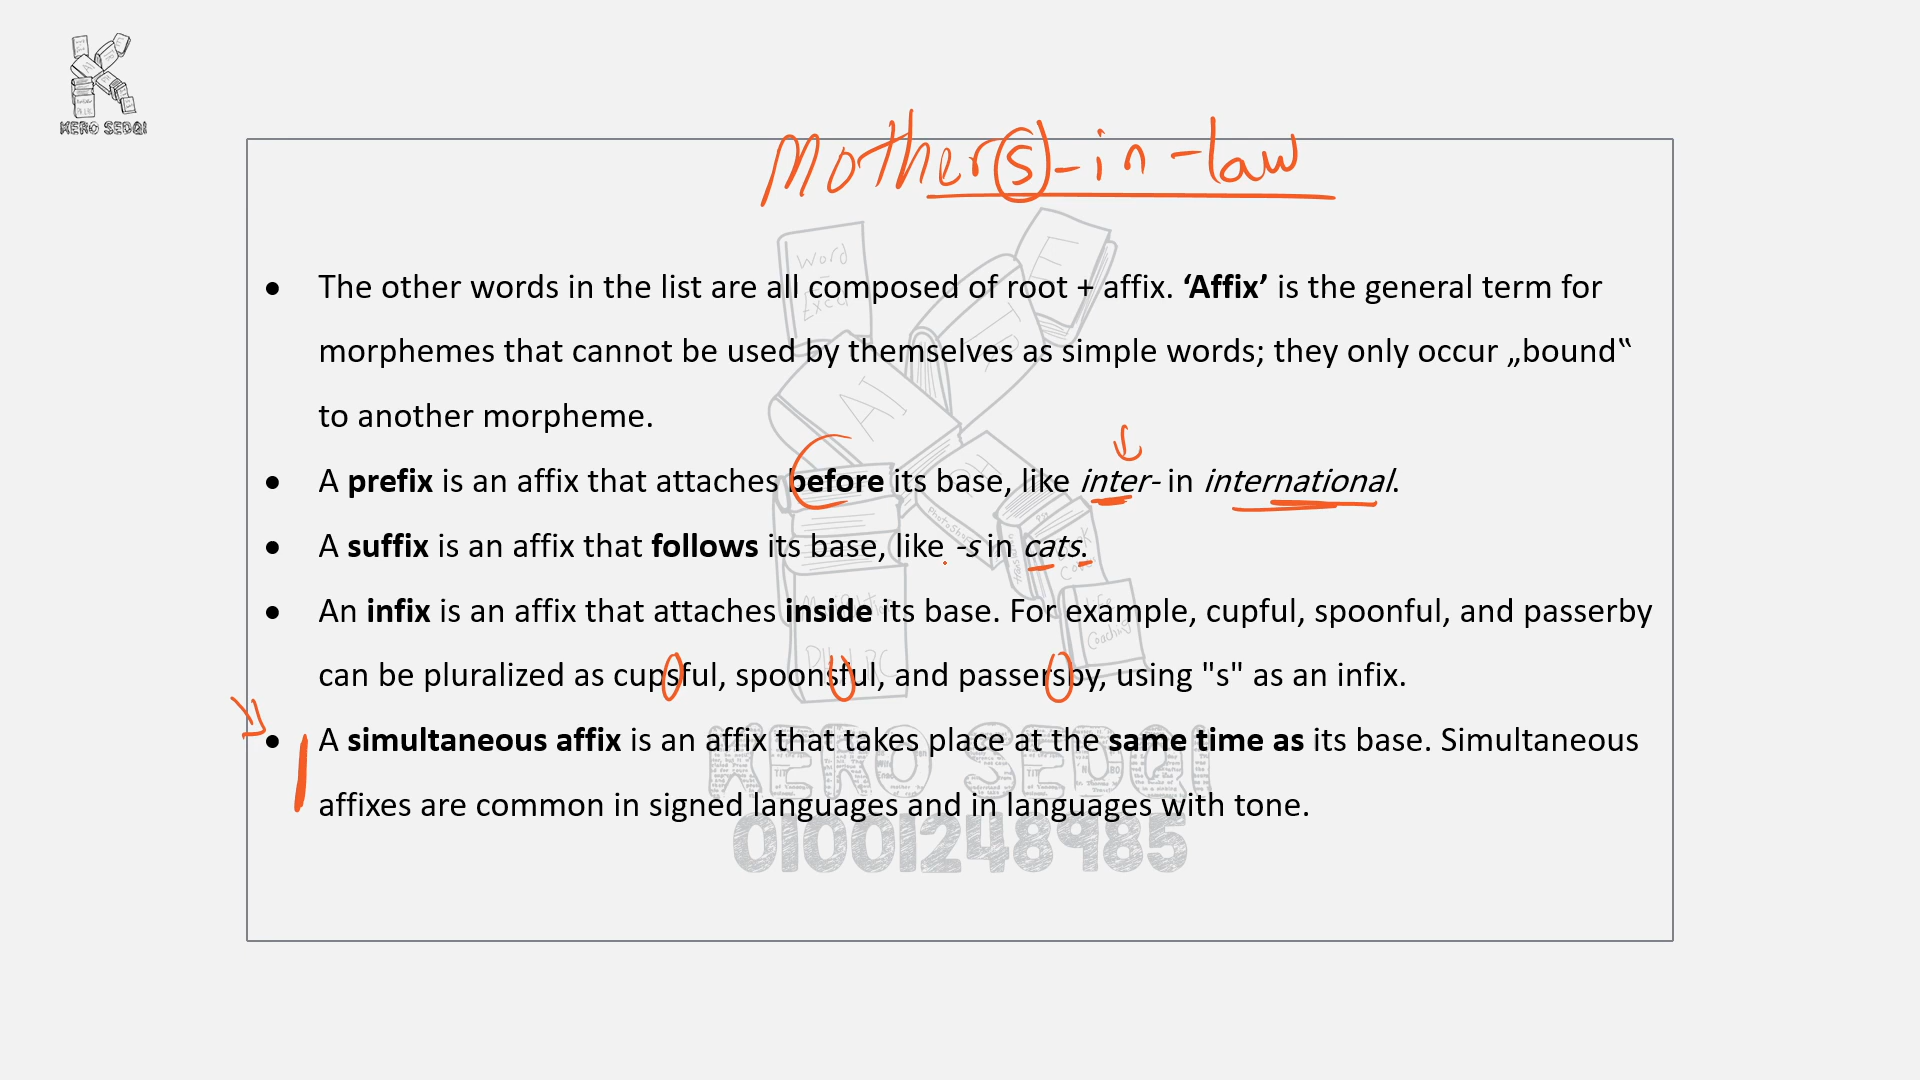 KERO SEDQI
Mother(s)-in-law
● The other words in the list are all composed of root + affix. ‘Affix’ is the general term for
morphemes that cannot be used by themselves as simple words; they only occur „bound‟
to another morpheme.
● A prefix is an affix that attaches before its base, like inter- in international.
● A suffix is an affix that follows its base, like -s in cats.
● An infix is an affix that attaches inside its base. For example, cupful, spoonful, and passerby
can be pluralized as cupsful, spoonsful, and passersby, using "s" as an infix.
● A simultaneous affix is an affix that takes place at the same time as its base. Simultaneous
affixes are common in signed languages and in languages with tone.
KERO SEDQI
01001248985